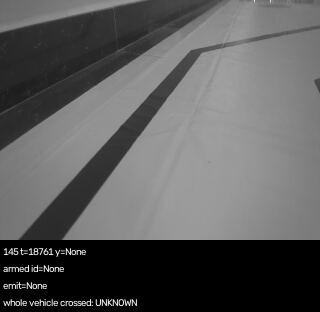 145 t=18761 y=None
armed id=None
emit=None
whole vehicle crossed: UNKNOWN